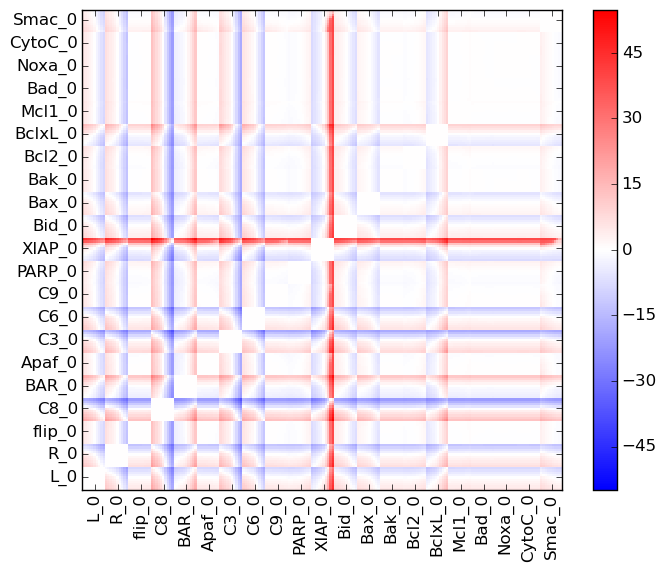 Smac_0
CytoC_0
Noxa_0
Bad_0
Mcl1_0
BclxL_0
Bcl2_0
Bak_0
Bax_0
Bid_0
XIAP_0
PARP_0
C9_0
C6_0
C3_0
Apaf_0
BAR_0
C8_0
flip_0
R_0
L_0
L_0
R_0
flip_0
C8_0
BAR_0
Apaf_0
C3_0
C6_0
C9_0
PARP_0
XIAP_0
Bid_0
Bax_0
Bak_0
Bcl2_0
BclxL_0
Mcl1_0
Bad_0
Noxa_0
CytoC_0
Smac_0
45
30
15
0
−15
−30
−45